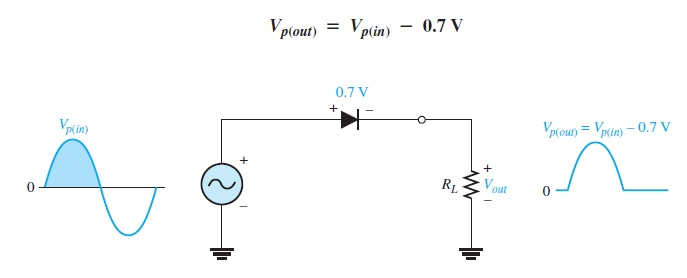 Vp(out) = Vp(in) − 0.7 V
0.7 V
+ −
Vp(in)
Vp(out) = Vp(in) − 0.7 V
0
+
−
RL
+
Vout
−
0